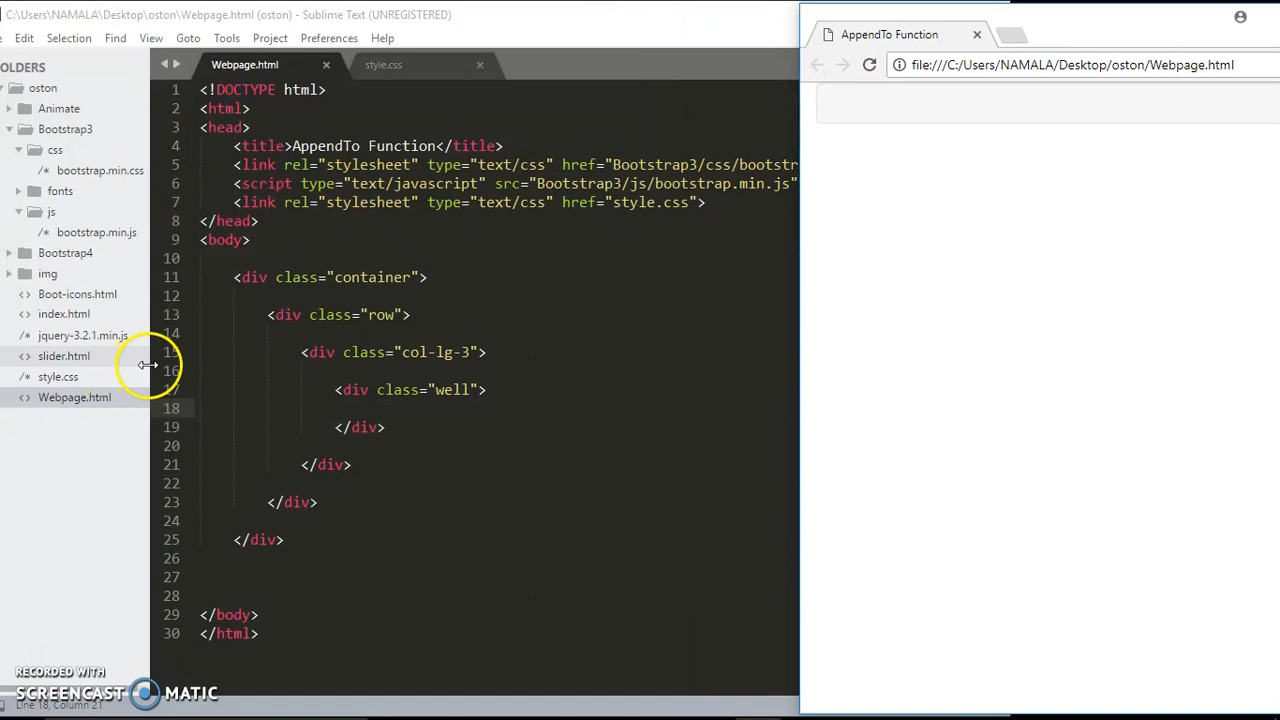 C:\Users\NAMALA\Desktop\oston\Webpage.html (oston) - Sublime Text (UNREGISTERED)
e Edit Selection Find View Goto Tools Project Preferences Help
OLDERS
oston
Animate
Bootstrap3
css
bootstrap.min.css
fonts
js
bootstrap.min.js
Bootstrap4
img
Boot-icons.html
index.html
jquery-3.2.1.min.js
slider.html
style.css
Webpage.html
Webpage.html style.css
1 <!DOCTYPE html>
2 <html>
3 <head>
4 <title>AppendTo Function</title>
5 <link rel="stylesheet" type="text/css" href="Bootstrap3/css/bootstr
6 <script type="text/javascript" src="Bootstrap3/js/bootstrap.min.js"
7 <link rel="stylesheet" type="text/css" href="style.css">
8 </head>
9 <body>
10
11 <div class="container">
12
13 <div class="row">
14
15 <div class="col-lg-3">
16
17 <div class="well">
18
19 </div>
20
21 </div>
22
23 </div>
24
25 </div>
26
27
28
29 </body>
30 </html>
Line 18, Column 21
RECORDED WITH
SCREENCAST MATIC
AppendTo Function
file:///C:/Users/NAMALA/Desktop/oston/Webpage.html